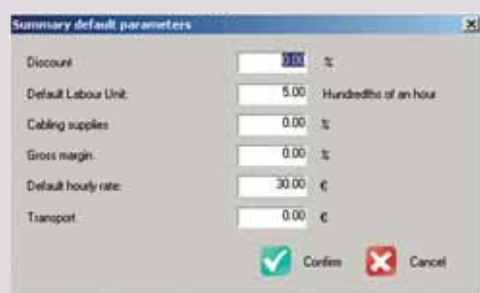 Summary default parameters
Discount 0.00 %
Default Labour Unit: 5.00 Hundredths of an hour
Cabling supplies 0.00 %
Gross margin 0.00 %
Default hourly rate: 30.00 €
Transport 0.00 €
Confirm Cancel